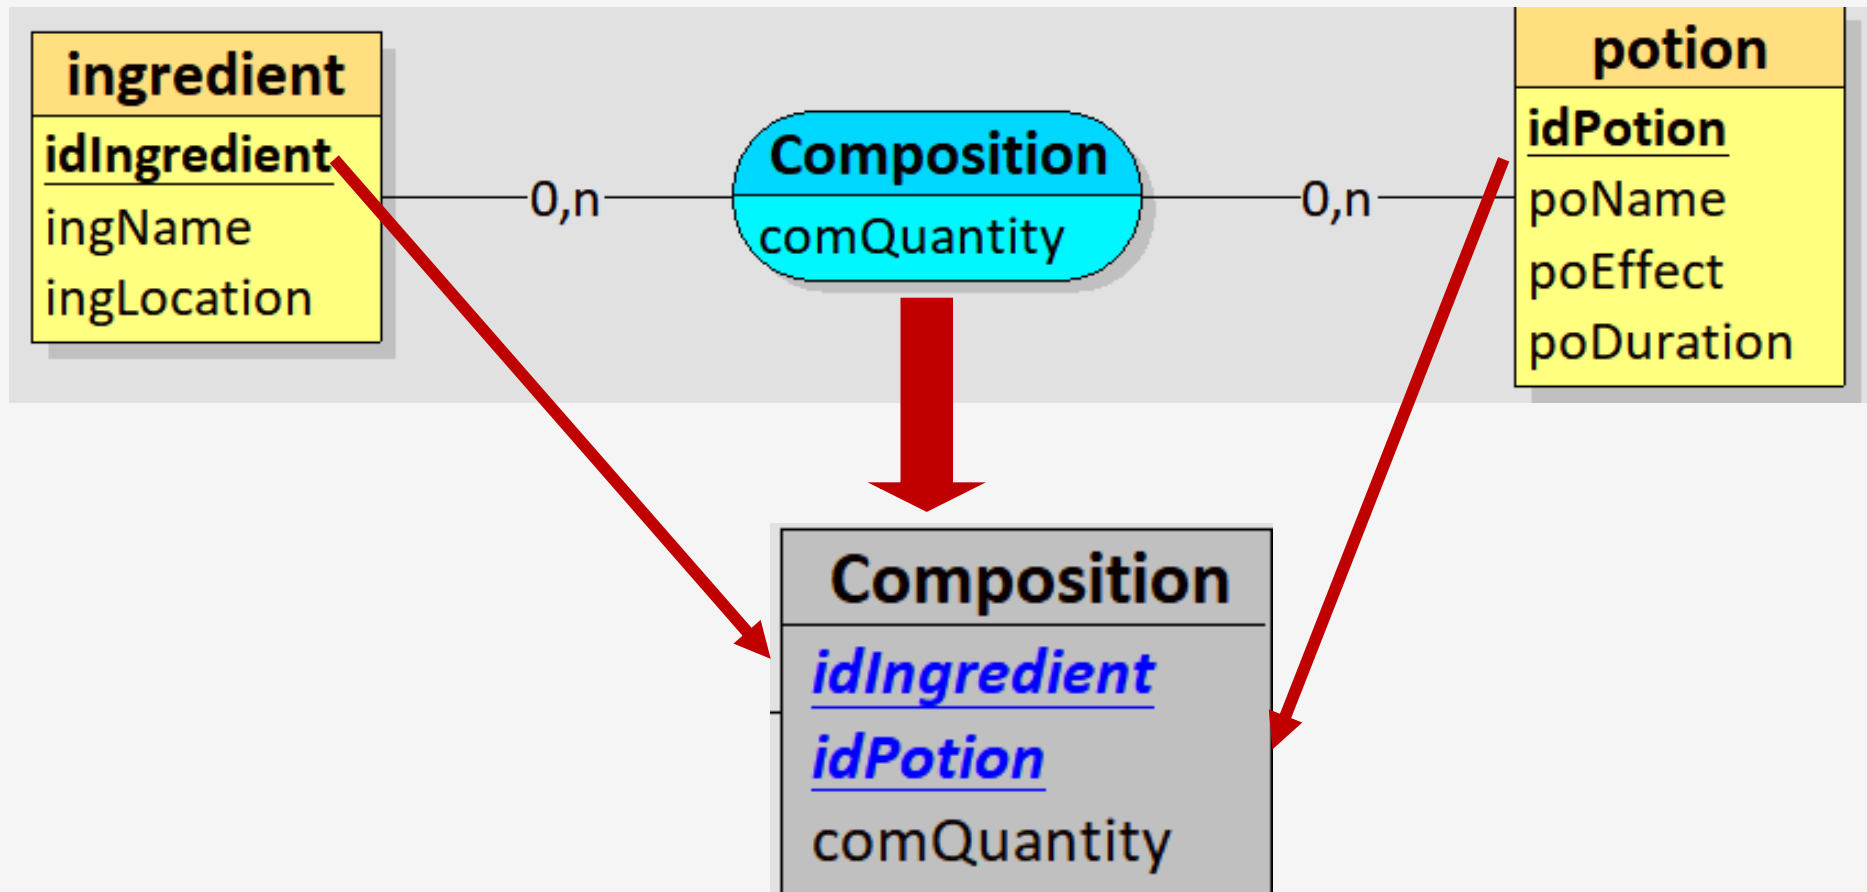 ingredient
idIngredient
ingName
ingLocation
0,n
Composition
comQuantity
0,n
potion
idPotion
poName
poEffect
poDuration
Composition
idIngredient
idPotion
comQuantity